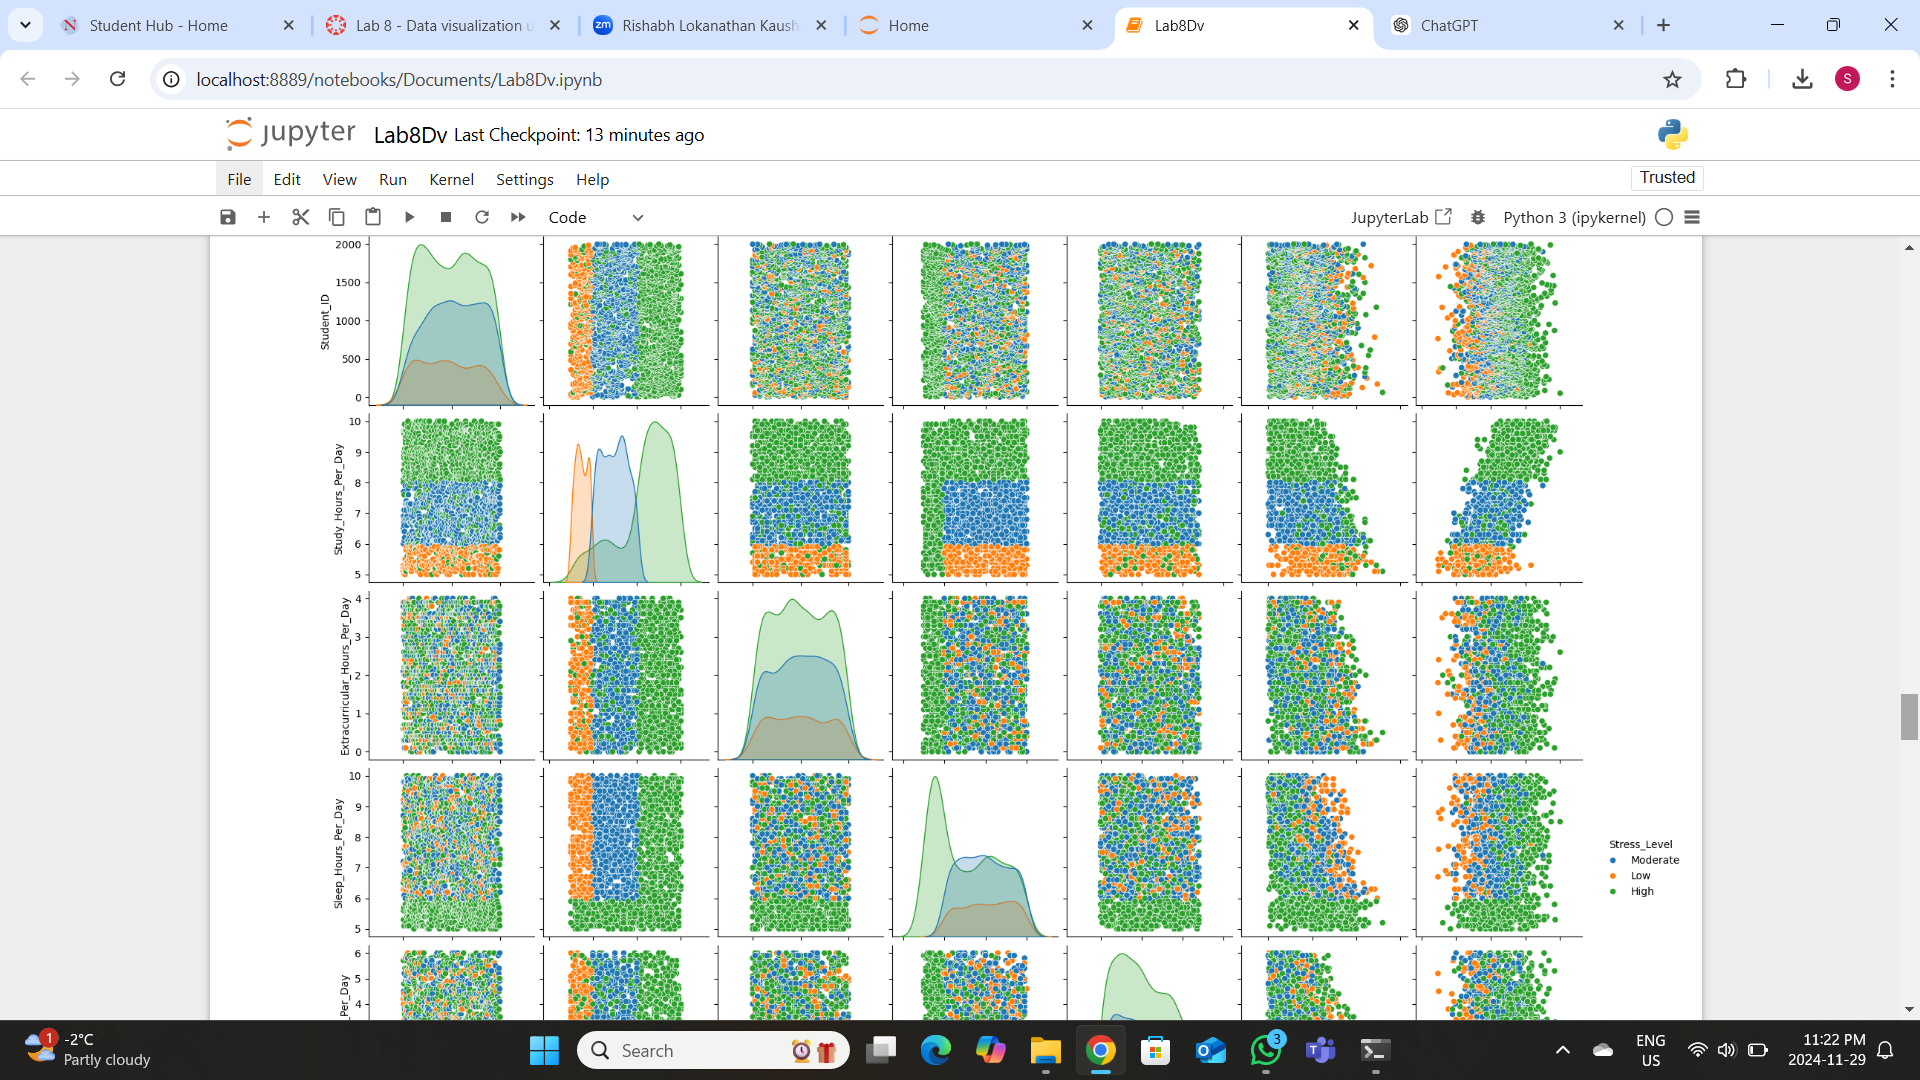 Student Hub - Home
Lab 8 - Data visualization u
zm
Rishabh Lokanathan Kaush
Home
Lab8Dv
ChatGPT
localhost:8889/notebooks/Documents/Lab8Dv.ipynb
S
jupyter Lab8Dv Last Checkpoint: 13 minutes ago
File Edit View Run Kernel Settings Help
Trusted
Code
JupyterLab
Python 3 (ipykernel)
Student_ID
2000
1500
1000
500
0
Study_Hours_Per_Day
10
9
8
7
6
5
Extracurricular_Hours_Per_Day
4
3
2
1
0
Sleep_Hours_Per_Day
10
9
8
7
6
5
Stress_Level
Moderate
Low
High
Per_Day
6
5
4
1
-2°C
Partly cloudy
Search
3
ENG
US
11:22 PM
2024-11-29